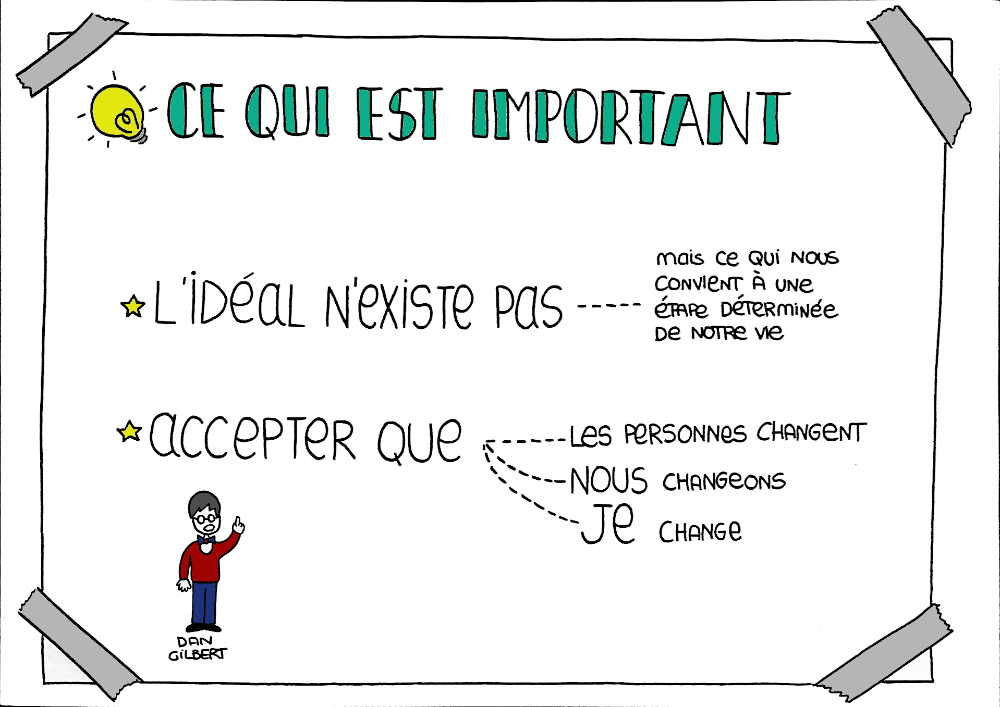 CE QUI EST IMPORTANT
L'IDÉAL N'EXISTE PAS
mais ce qui nous
convient à une
étape déterminée
de notre vie
ACCEPTER QUE
LES PERSONNES CHANGENT
NOUS CHANGEONS
JE CHANGE
DAN
GILBERT